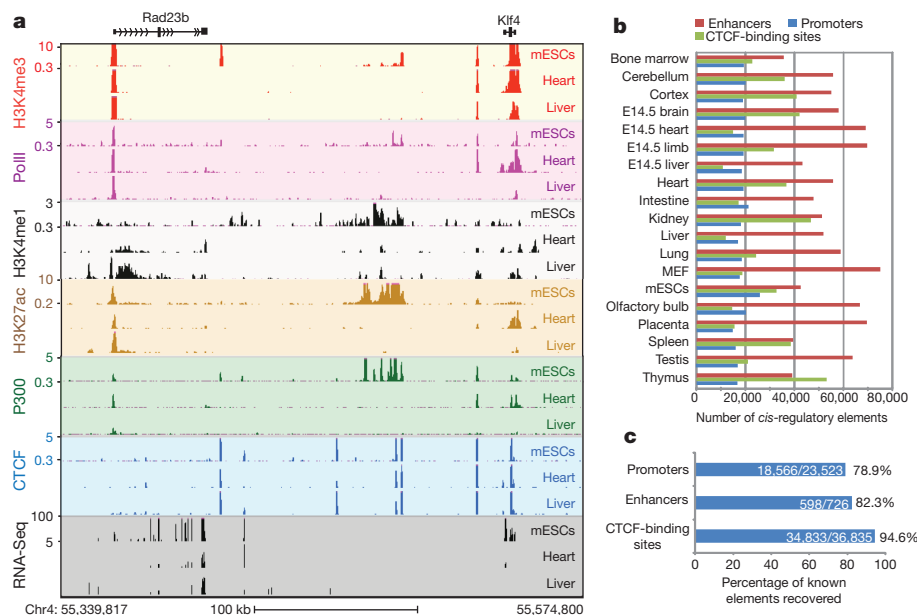 a
Rad23b
Klf4
H3K4me3
10
0.3
mESCs
Heart
Liver
PolII
5
0.3
mESCs
Heart
Liver
H3K4me1
3
0.3
mESCs
Heart
Liver
H3K27ac
10
0.2
mESCs
Heart
Liver
P300
5
0.3
mESCs
Heart
Liver
CTCF
5
0.3
mESCs
Heart
Liver
RNA-Seq
100
5
mESCs
Heart
Liver
Chr4: 55,339,817
100 kb
55,574,800
b
Enhancers
Promoters
CTCF-binding sites
Bone marrow
Cerebellum
Cortex
E14.5 brain
E14.5 heart
E14.5 limb
E14.5 liver
Heart
Intestine
Kidney
Liver
Lung
MEF
mESCs
Olfactory bulb
Placenta
Spleen
Testis
Thymus
0 20,000 40,000 60,000 80,000
Number of cis-regulatory elements
c
Promoters 18,566/23,523 78.9%
Enhancers 598/726 82.3%
CTCF-binding
sites
34,833/36,835 94.6%
0 20 40 60 80 100
Percentage of known
elements recovered